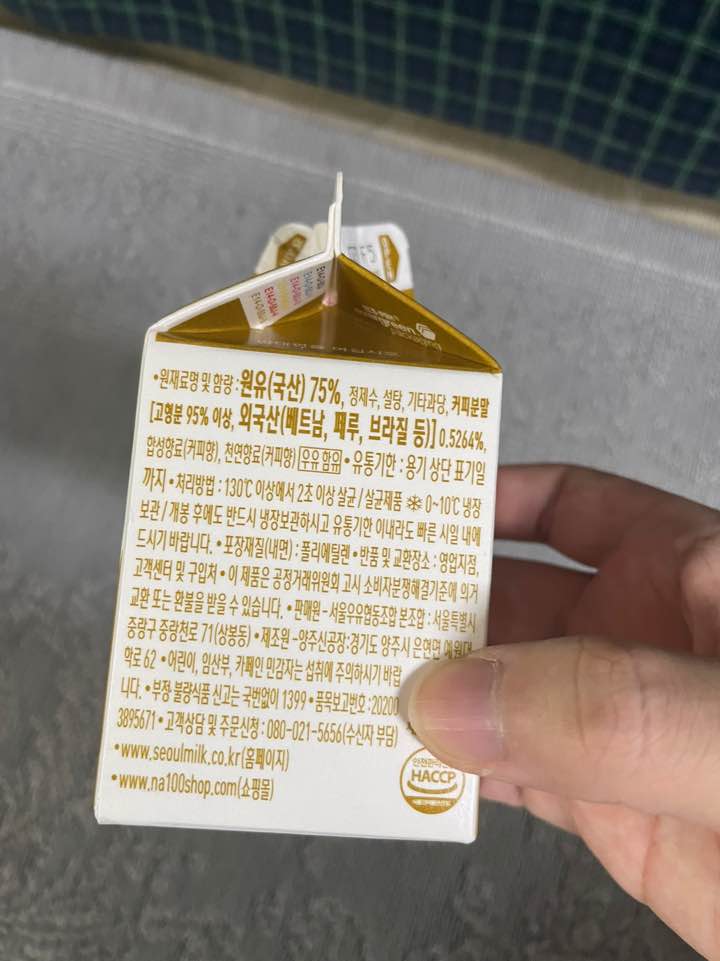 •원재료명 및 함량 : 원유(국산) 75%, 정제수, 설탕, 기타과당, 커피분말
[고형분 95% 이상, 외국산(베트남, 페루, 브라질 등)] 0.5264%,
합성향료(커피향), 천연향료(커피향) 우유 함유 • 유통기한 : 용기 상단 표기일
까지 • 처리방법 : 130℃ 이상에서 2초 이상 살균 / 살균제품 ❄ 0~10℃ 냉장
보관 / 개봉 후에도 반드시 냉장보관하시고 유통기한 이내라도 빠른 시일 내에
드시기 바랍니다. • 포장재질(내면) : 폴리에틸렌 • 반품 및 교환장소 : 영업지점,
고객센터 및 구입처 • 이 제품은 공정거래위원회 고시 소비자분쟁해결기준에 의거
교환 또는 환불을 받을 수 있습니다. • 판매원 - 서울우유협동조합 본조합 : 서울특별시
중랑구 중랑천로 71(상봉동) • 제조원 -양주신공장:경기도 양주시 은현면
학로 62 • 어린이, 임산부, 카페인 민감자는 섭취에 주의하시기 바랍
니다. • 부정·불량식품 신고는 국번없이 1399 • 품목보고번호 : 20200
3895671 • 고객상담 및 주문신청 : 080-021-5656(수신자 부담)
•www.seoulmilk.co.kr(홈페이지)
•www.na100shop.com(쇼핑몰)
HACCP